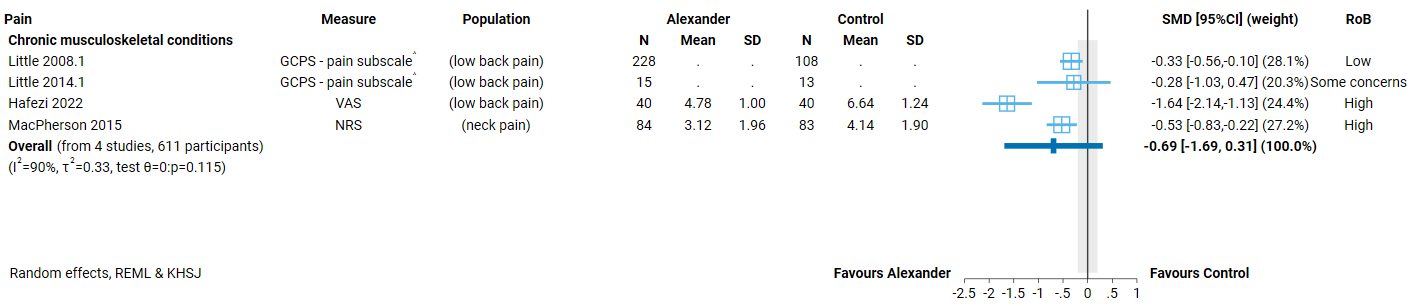 Pain Measure Population Alexander Control SMD [95%CI] (weight) RoB
Chronic musculoskeletal conditions N Mean SD N Mean SD
Little 2008.1 GCPS - pain subscale^ (low back pain) 228 . . 108 . . -0.33 [-0.56,-0.10] (28.1%) Low
Little 2014.1 GCPS - pain subscale^ (low back pain) 15 . . 13 . . -0.28 [-1.03, 0.47] (20.3%) Some concerns
Hafezi 2022 VAS (low back pain) 40 4.78 1.00 40 6.64 1.24 -1.64 [-2.14,-1.13] (24.4%) High
MacPherson 2015 NRS (neck pain) 84 3.12 1.96 83 4.14 1.90 -0.53 [-0.83,-0.22] (27.2%) High
Overall (from 4 studies, 611 participants) -0.69 [-1.69, 0.31] (100.0%)
(I²=90%, τ²=0.33, test θ=0:p=0.115)
Random effects, REML & KHSJ Favours Alexander Favours Control
-2.5 -2 -1.5 -1 -.5 0 .5 1